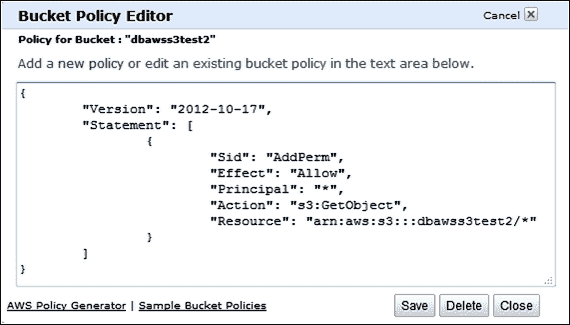 Bucket Policy Editor
Cancel X
Policy for Bucket : "dbawss3test2"
Add a new policy or edit an existing bucket policy in the text area below.
{
"Version": "2012-10-17",
"Statement": [
{
"Sid": "AddPerm",
"Effect": "Allow",
"Principal": "*",
"Action": "s3:GetObject",
"Resource": "arn:aws:s3:::dbawss3test2/*"
}
]
}
AWS Policy Generator | Sample Bucket Policies
Save Delete Close